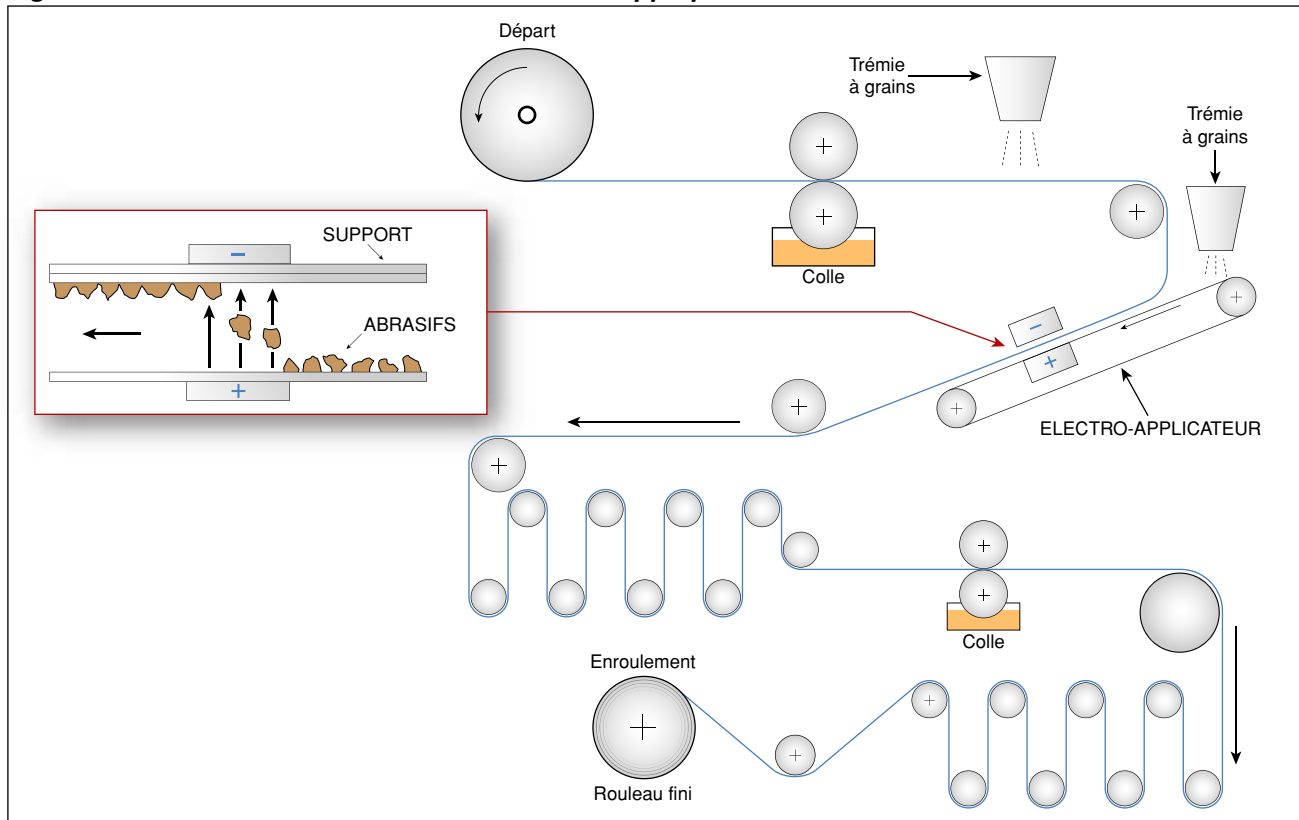 Départ
Trémie
à grains
Trémie
à grains
Colle
SUPPORT
−
ABRASIFS
+
−
+
ELECTRO-APPLICATEUR
Colle
Enroulement
Rouleau fini